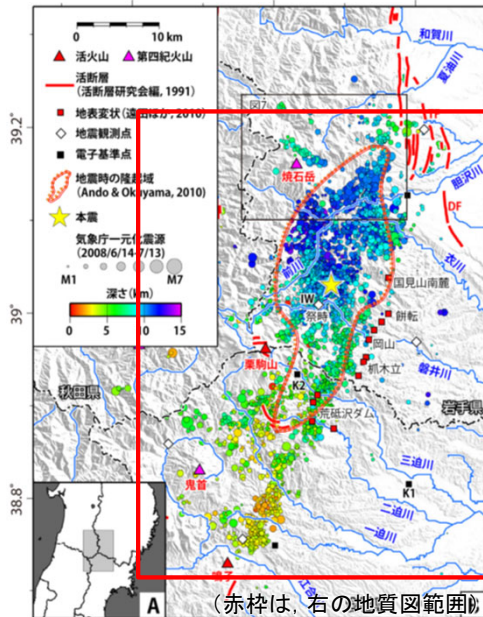 0 10 km
活火山 第四紀火山
活断層
(活断層研究会編, 1991)
地表変状(遠田ほか, 2010)
地震観測点
電子基準点
地震時の隆起域
(Ando & Okuyama, 2010)
本震
気象庁一元化震源
(2008/6/14-7/13)
M1 M7
深さ(km)
0 5 10 15
39.2°
39°
38.8°
和賀川
夏油川
図7
焼石岳
胆沢川
DF
衣川
前川
国見山南麓
IW
祭畤
餅転
岡山
栗駒山
枛木立
磐井川
K2
秋田県
荒砥沢ダム
岩手県
三迫川
鬼首
K1
二迫川
一迫川
鳴子
江合
A
(赤枠は，右の地質図範囲)